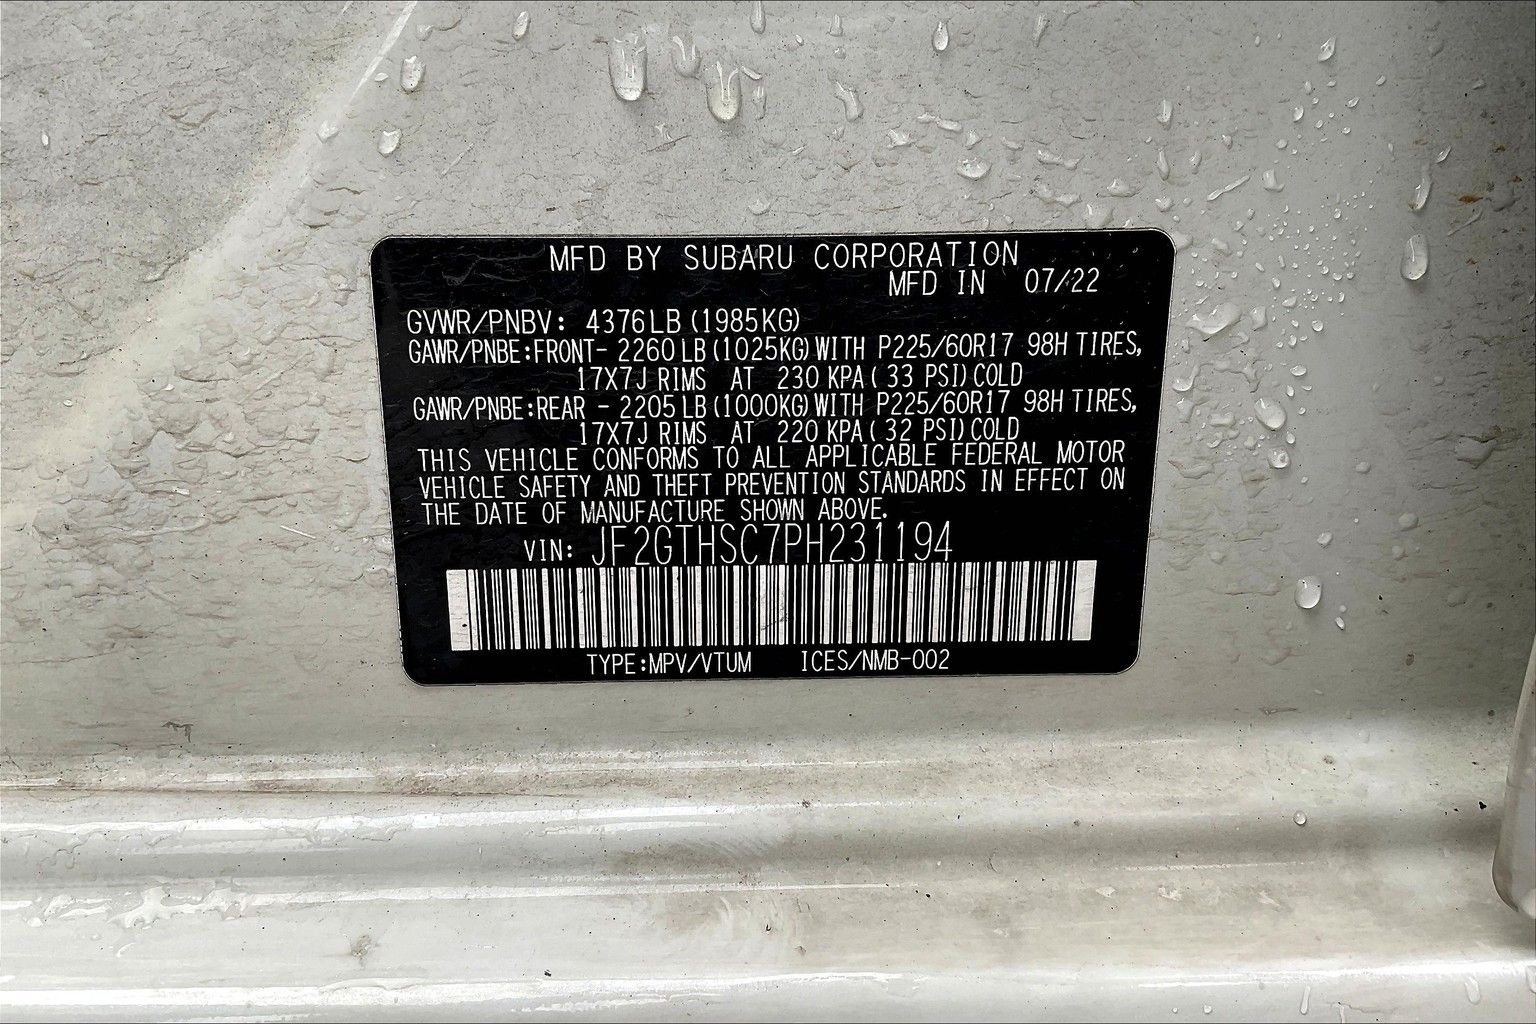 MFD BY SUBARU CORPORATION
MFD IN 07/22
GVWR/PNBV: 4376LB (1985KG)
GAWR/PNBE:FRONT- 2260 LB (1025KG) WITH P225/60R17 98H TIRES,
17X7J RIMS AT 230 KPA ( 33 PSI) COLD
GAWR/PNBE:REAR - 2205 LB (1000KG) WITH P225/60R17 98H TIRES,
17X7J RIMS AT 220 KPA ( 32 PSI) COLD
THIS VEHICLE CONFORMS TO ALL APPLICABLE FEDERAL MOTOR
VEHICLE SAFETY AND THEFT PREVENTION STANDARDS IN EFFECT ON
THE DATE OF MANUFACTURE SHOWN ABOVE.
VIN: JF2GTHSC7PH231194
TYPE:MPV/VTUM ICES/NMB-002